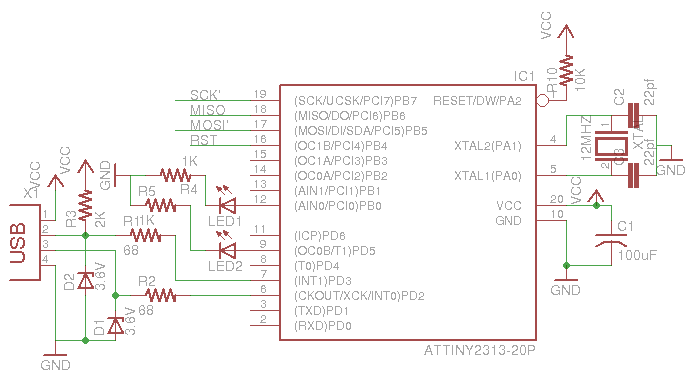 VCC
R10
10K
IC1
1
C2
22pf
SCK' 19 (SCK/UCSK/PCI7)PB7 RESET/DW/PA2
MISO 18 (MISO/DO/PCI6)PB6
MOSI' 17 (MOSI/DI/SDA/PCI5)PB5
RST 16 (OC1B/PCI4)PB4 XTAL2(PA1) 4
15 (OC1A/PCI3)PB3
14 (OC0A/PCI2)PB2 XTAL1(PA0) 5
13 (AIN1/PCI1)PB1
12 (AIN0/PCI0)PB0 VCC 20
GND 10
11 (ICP)PD6
9 (OC0B/T1)PD5
8 (T0)PD4
7 (INT1)PD3
6 (CKOUT/XCK/INT0)PD2
3 (TXD)PD1
2 (RXD)PD0
ATTINY2313-20P
12MHZ
1
2
XTAL
C3
22pf
GND
VCC
C1
100uF
GND
GND
1K
R4
R5
1K
LED1
LED2
VCC
VCC
X1
USB
1
2
3
4
R3
2K
R1
68
R2
68
D2
3.6V
D1
3.6V
GND